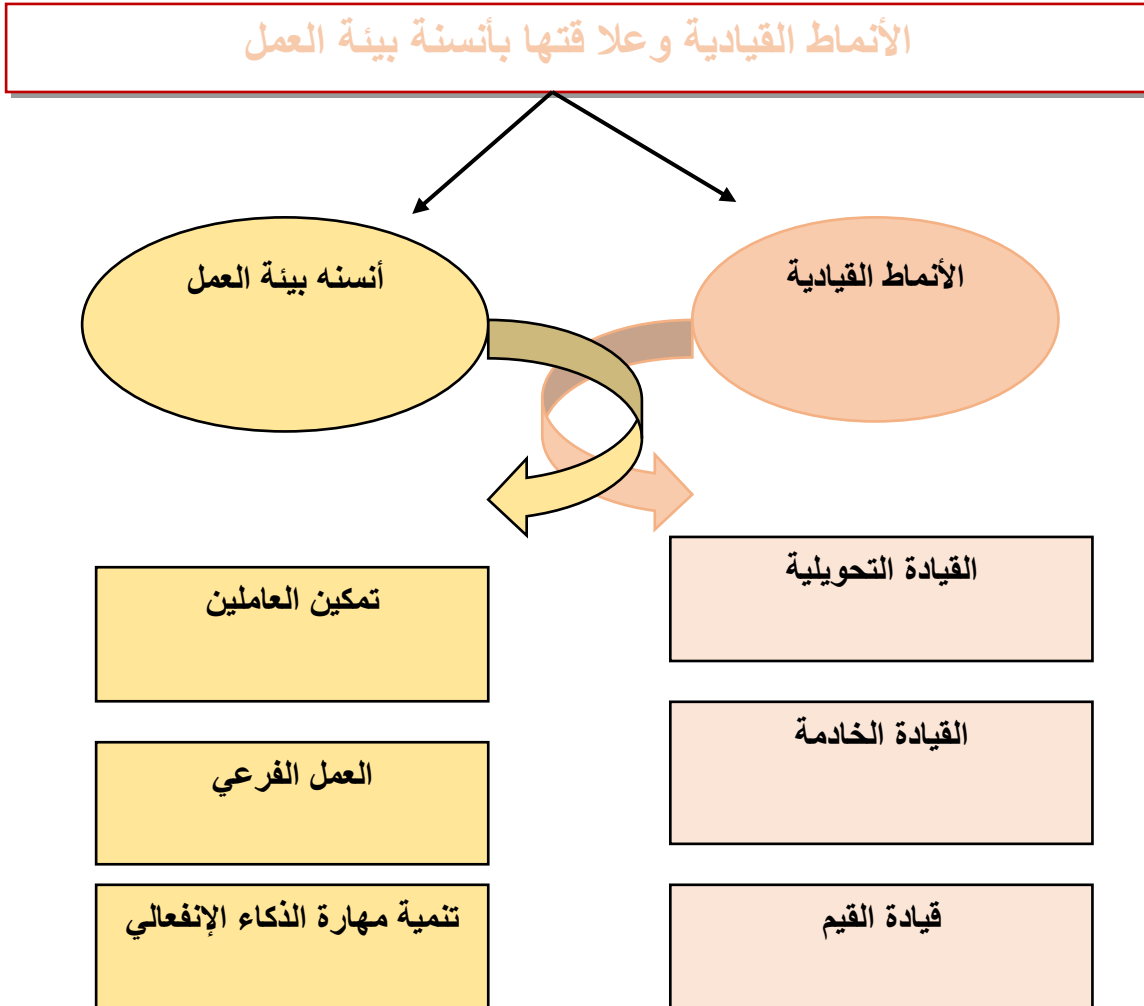 الأنماط القيادية وعلا قتها بأنسنة بيئة العمل
الأنماط القيادية
أنسنه بيئة العمل
القيادة التحويلية
تمكين العاملين
القيادة الخادمة
العمل الفرعي
قيادة القيم
تنمية مهارة الذكاء الإنفعالي